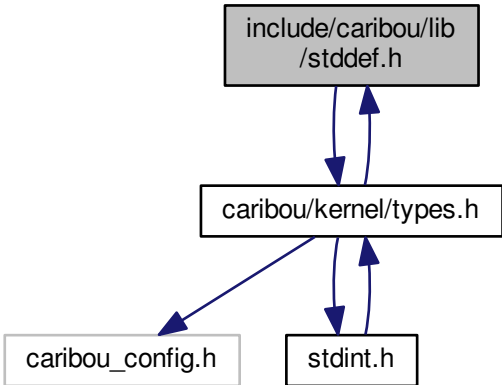 include/caribou/lib
/stddef.h
caribou/kernel/types.h
caribou_config.h
stdint.h